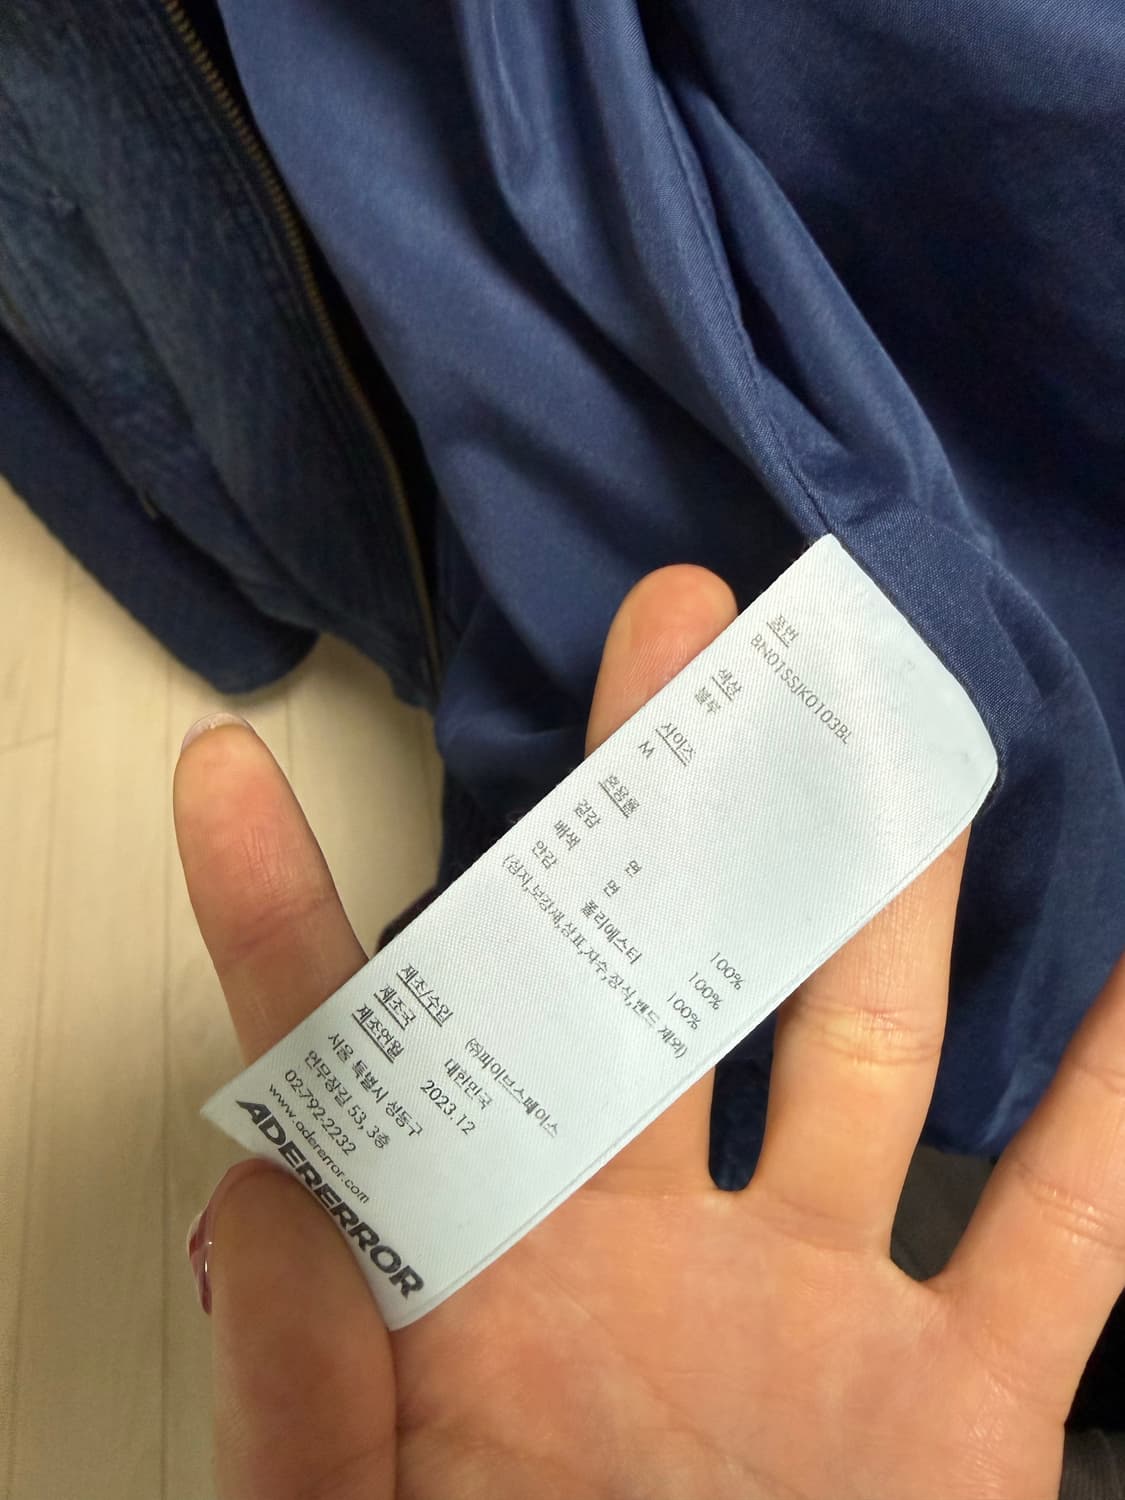 품번
BN01SSJK0103BL
색상
블루
사이즈
M
혼용률
겉감 면 100%
배색 면 100%
안감 폴리에스터 100%
(심지,보강재,상표,자수,장식,밴드 제외)
제조/수입 ㈜파이브스페이스
제조국 대한민국
제조연월 2023.12
서울 특별시 성동구
연무장길 53, 3층
02-792-2232
www.adererror.com
ADERERROR